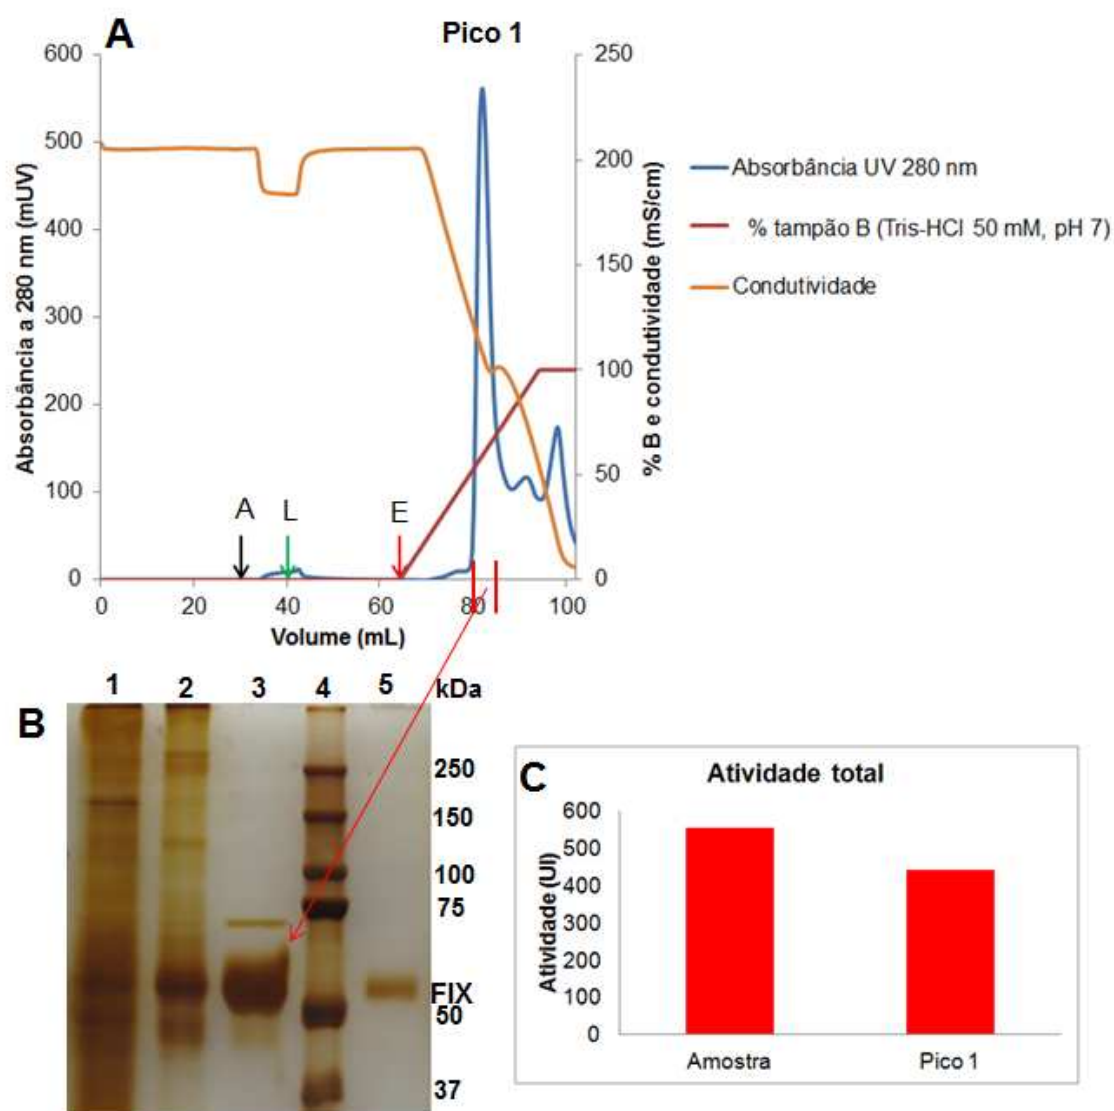 A
Pico 1
600
500
400
300
200
100
0
Absorbância a 280 nm (mUV)
250
200
150
100
50
0
% B e condutividade (mS/cm)
Absorbância UV 280 nm
% tampão B (Tris-HCl 50 mM, pH 7)
Condutividade
A
L
E
0 20 40 60 80 100
Volume (mL)
B
1 2 3 4 5 kDa
250
150
100
75
FIX
50
37
C
Atividade total
600
500
400
300
200
100
0
Atividade (UI)
Amostra Pico 1